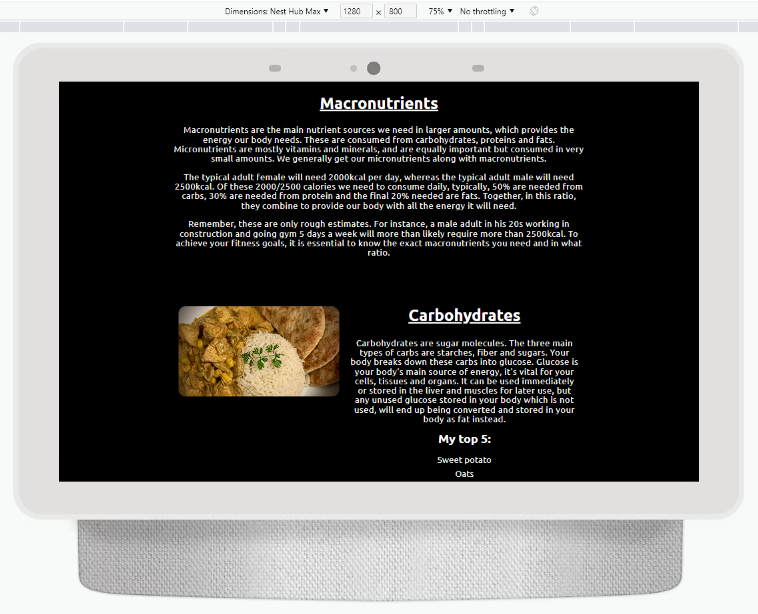 Dimensions: Nest Hub Max ▼ 1280 × 800 75% ▼ No throttling ▼
Macronutrients
Macronutrients are the main nutrient sources we need in larger amounts, which provides the
energy our body needs. These are consumed from carbohydrates, proteins and fats.
Micronutrients are mostly vitamins and minerals, and are equally important but consumed in very
small amounts. We generally get our micronutrients along with macronutrients.
The typical adult female will need 2000kcal per day, whereas the typical adult male will need
2500kcal. Of these 2000/2500 calories we need to consume daily, typically, 50% are needed from
carbs, 30% are needed from protein and the final 20% needed are fats. Together, in this ratio,
they combine to provide our body with all the energy it will need.
Remember, these are only rough estimates. For instance, a male adult in his 20s working in
construction and going gym 5 days a week will more than likely require more than 2500kcal. To
achieve your fitness goals, it is essential to know the exact macronutrients you need and in what
ratio.
Carbohydrates
Carbohydrates are sugar molecules. The three main
types of carbs are starches, fiber and sugars. Your
body breaks down these carbs into glucose. Glucose is
your body's main source of energy, it's vital for your
cells, tissues and organs. It can be used immediately
or stored in the liver and muscles for later use, but
any unused glucose stored in your body which is not
used, will end up being converted and stored in your
body as fat instead.
My top 5:
Sweet potato
Oats